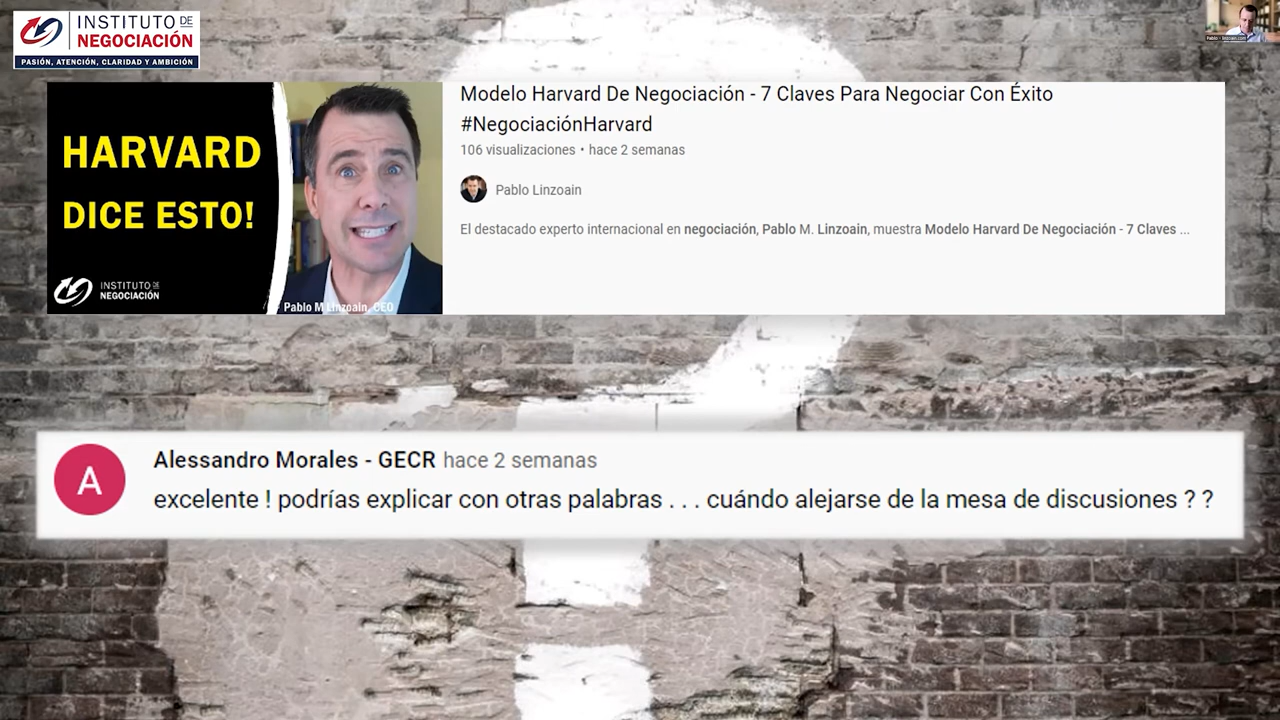 INSTITUTO DE
NEGOCIACIÓN
PASIÓN, ATENCIÓN, CLARIDAD Y AMBICIÓN
Pablo - linzoain.com
HARVARD
DICE ESTO!
INSTITUTO DE
NEGOCIACIÓN
Pablo M Linzoain, CEO
Modelo Harvard De Negociación - 7 Claves Para Negociar Con Éxito
#NegociaciónHarvard
106 visualizaciones • hace 2 semanas
Pablo Linzoain
El destacado experto internacional en negociación, Pablo M. Linzoain, muestra Modelo Harvard De Negociación - 7 Claves ...
A
Alessandro Morales - GECR hace 2 semanas
excelente ! podrías explicar con otras palabras . . . cuándo alejarse de la mesa de discusiones ? ?